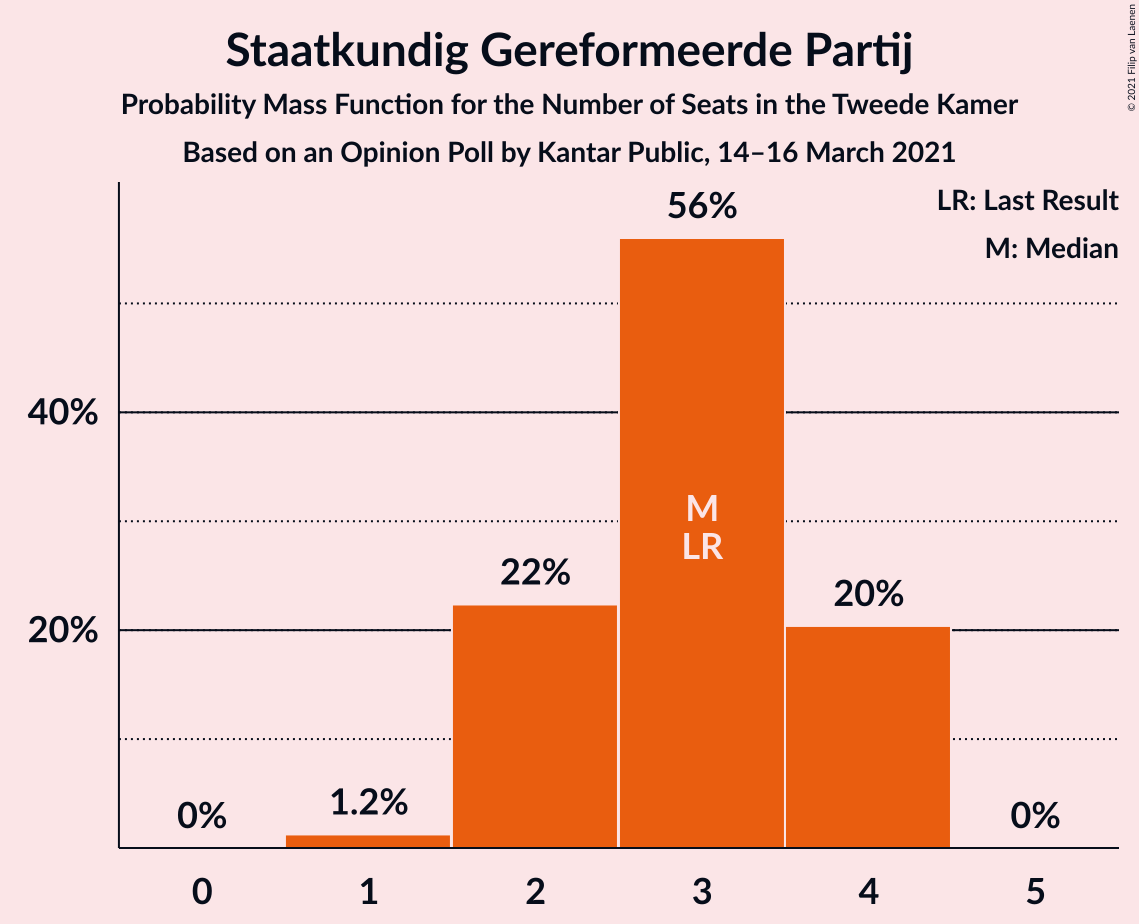 Staatkundig Gereformeerde Partij
Probability Mass Function for the Number of Seats in the Tweede Kamer
Based on an Opinion Poll by Kantar Public, 14–16 March 2021
© 2021 Filip van Laenen
LR: Last Result
M: Median
56%
40%
M
LR
22%
20%
20%
1.2%
0%
0%
0 1 2 3 4 5